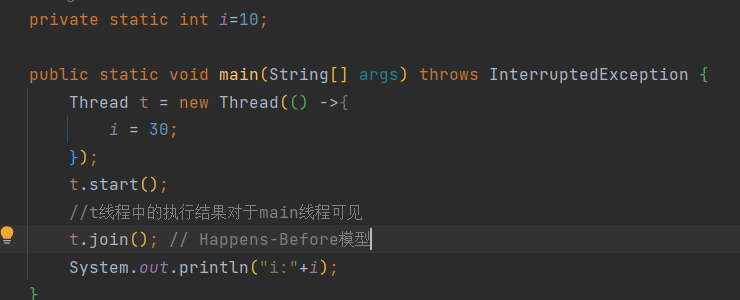 private static int i=10;
public static void main(String[] args) throws InterruptedException {
Thread t = new Thread(() ->{
i = 30;
});
t.start();
//t线程中的执行结果对于main线程可见
t.join(); // Happens-Before模型
System.out.println("i:"+i);
}